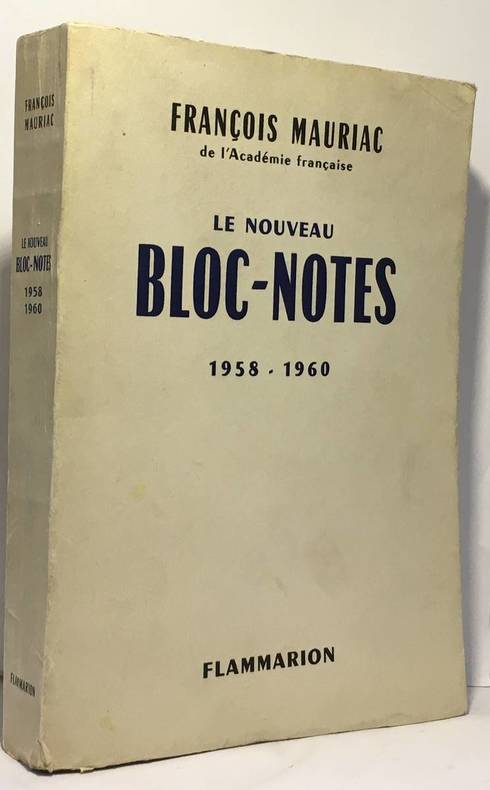 FRANÇOIS
MAURIAC
LE NOUVEAU
BLOC-NOTES
1958
1960
FLAMMARION
FRANÇOIS MAURIAC
de l'Académie française
LE NOUVEAU
BLOC-NOTES
1958 - 1960
FLAMMARION